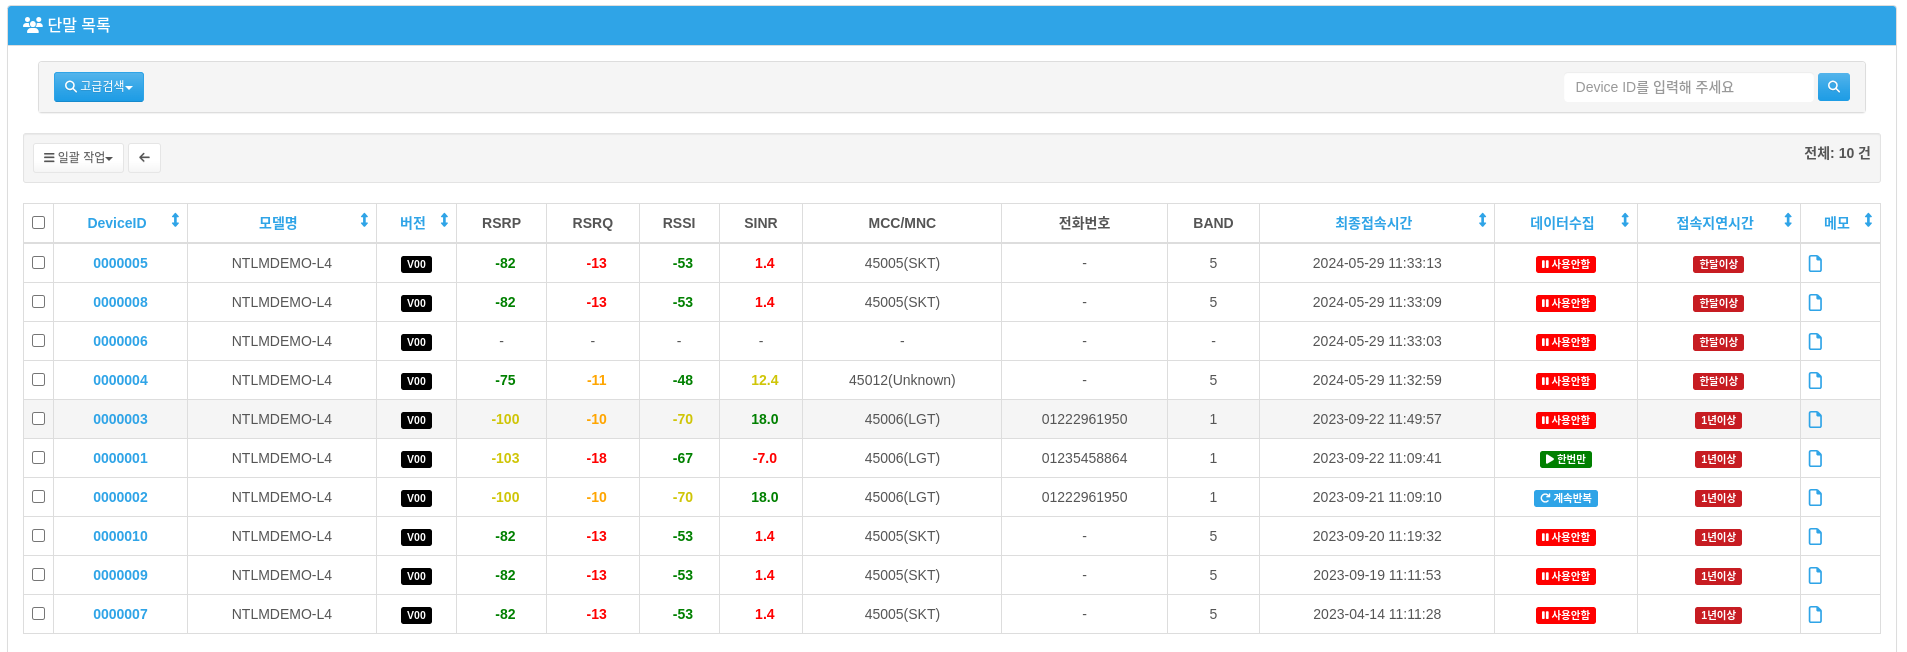 단말 목록
고급검색
Device ID를 입력해 주세요
일괄 작업
전체: 10 건
DeviceID 모델명 버전 RSRP RSRQ RSSI SINR MCC/MNC 전화번호 BAND 최종접속시간 데이터수집 접속지연시간 메모
0000005 NTLMDEMO-L4 V00 -82 -13 -53 1.4 45005(SKT) - 5 2024-05-29 11:33:13 사용안함 한달이상
0000008 NTLMDEMO-L4 V00 -82 -13 -53 1.4 45005(SKT) - 5 2024-05-29 11:33:09 사용안함 한달이상
0000006 NTLMDEMO-L4 V00 - - - - - - - 2024-05-29 11:33:03 사용안함 한달이상
0000004 NTLMDEMO-L4 V00 -75 -11 -48 12.4 45012(Unknown) - 5 2024-05-29 11:32:59 사용안함 한달이상
0000003 NTLMDEMO-L4 V00 -100 -10 -70 18.0 45006(LGT) 01222961950 1 2023-09-22 11:49:57 사용안함 1년이상
0000001 NTLMDEMO-L4 V00 -103 -18 -67 -7.0 45006(LGT) 01235458864 1 2023-09-22 11:09:41 한번만 1년이상
0000002 NTLMDEMO-L4 V00 -100 -10 -70 18.0 45006(LGT) 01222961950 1 2023-09-21 11:09:10 계속반복 1년이상
0000010 NTLMDEMO-L4 V00 -82 -13 -53 1.4 45005(SKT) - 5 2023-09-20 11:19:32 사용안함 1년이상
0000009 NTLMDEMO-L4 V00 -82 -13 -53 1.4 45005(SKT) - 5 2023-09-19 11:11:53 사용안함 1년이상
0000007 NTLMDEMO-L4 V00 -82 -13 -53 1.4 45005(SKT) - 5 2023-04-14 11:11:28 사용안함 1년이상